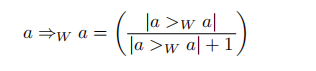 a ⇒_W a = ( |a >_W a| / |a >_W a| + 1 )